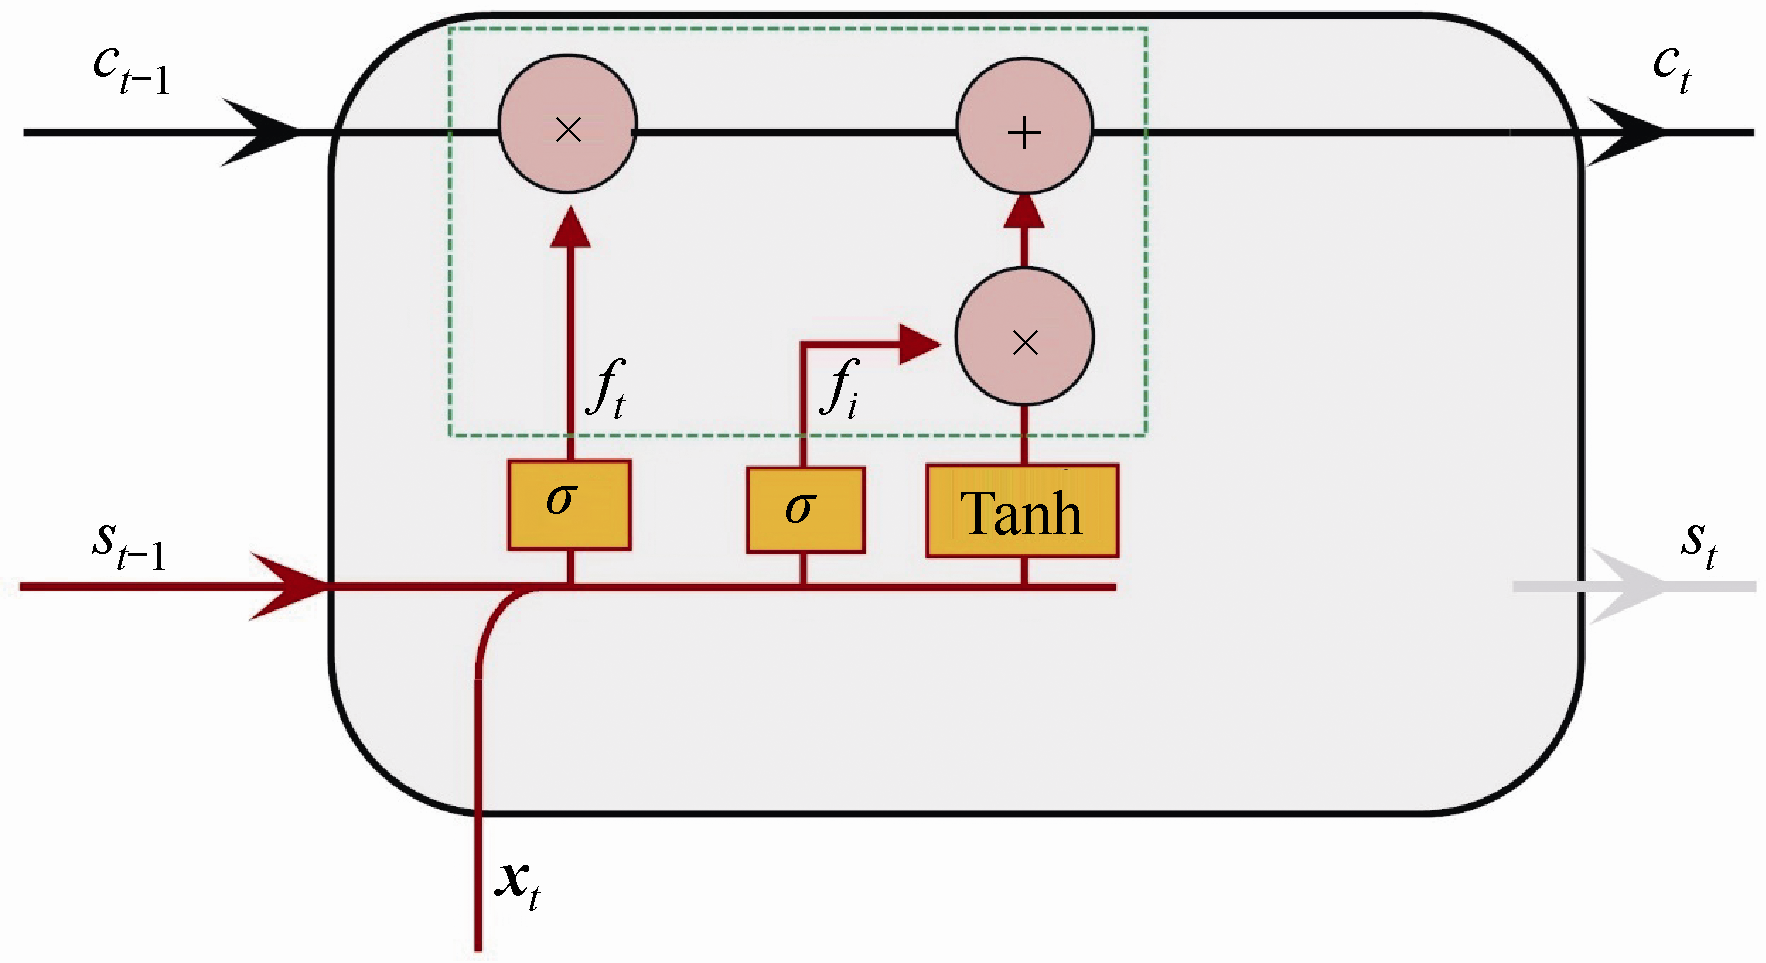 c_{t−1}
c_t
×
+
×
f_t
f_i
σ
σ
Tanh
s_{t−1}
s_t
x_t